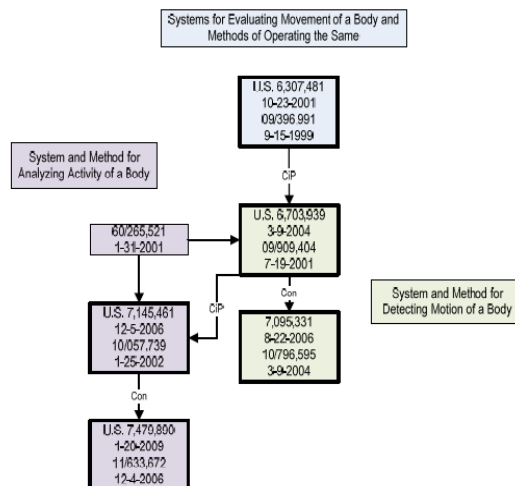 Systems for Evaluating Movement of a Body and
Methods of Operating the Same
U.S. 6,307,481
10-23-2001
09/396.991
9-15-1999
System and Method for
Analyzing Activity of a Body
CiP
60/265,521
1-31-2001
U.S. 6,703,939
3-9-2004
09/909,404
7-19-2001
CiP
Con
System and Method for
Detecting Motion of a Body
U.S. 7,145,461
12-5-2006
10/057,739
1-25-2002
7,095,331
8-22-2006
10/796,595
3-9-2004
Con
U.S. 7,479,890
1-20-2009
11/633,672
12-4-2006